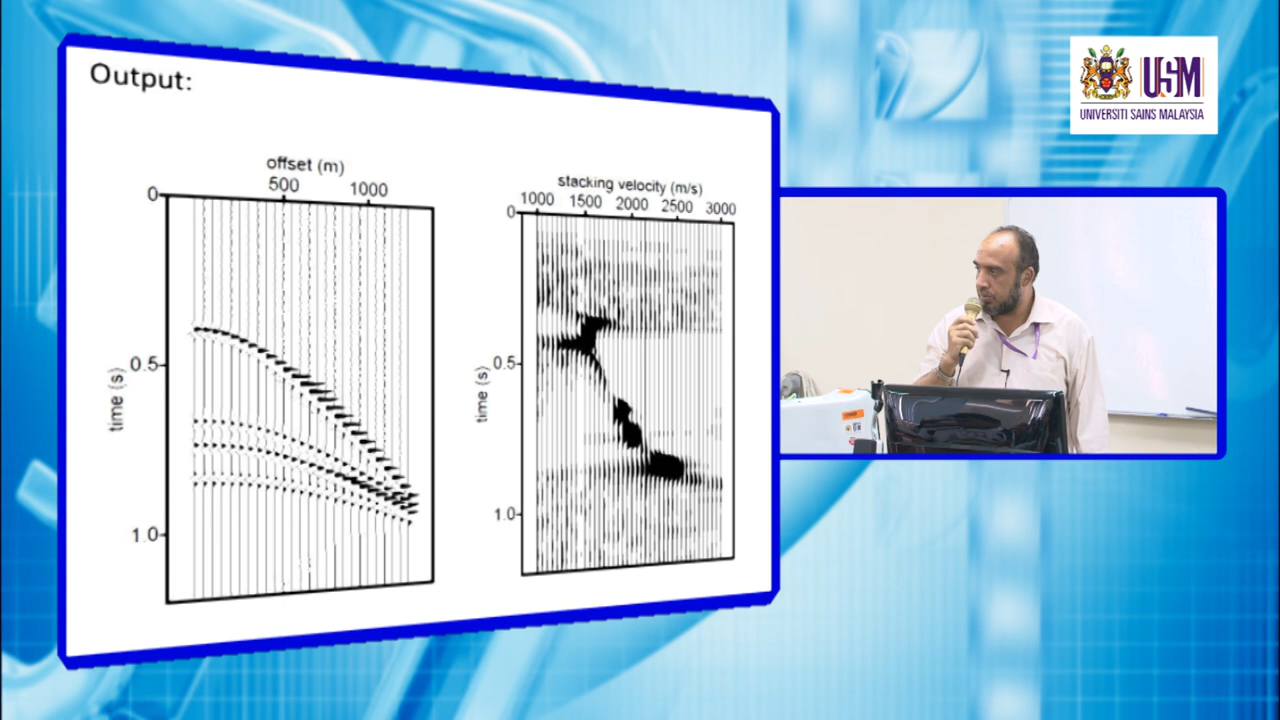 Output:
offset (m)
500 1000
0
0.5
1.0
time (s)
stacking velocity (m/s)
1000 1500 2000 2500 3000
0
0.5
1.0
time (s)
USM
UNIVERSITI SAINS MALAYSIA